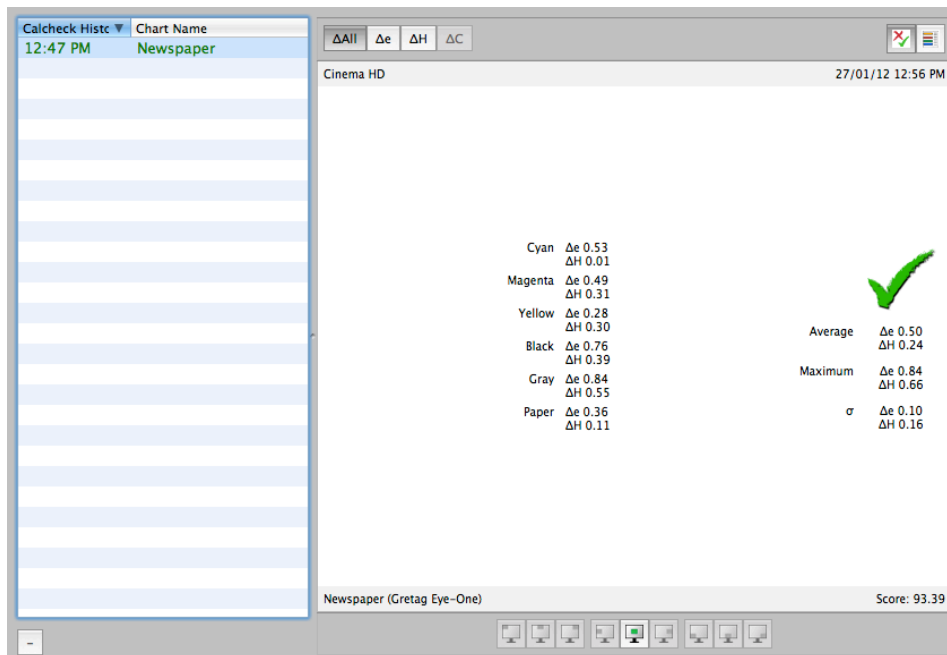 Calcheck Histc ▼ Chart Name
12:47 PM Newspaper
ΔAll Δe ΔH ΔC
Cinema HD 27/01/12 12:56 PM
Cyan Δe 0.53
ΔH 0.01
Magenta Δe 0.49
ΔH 0.31
Yellow Δe 0.28
ΔH 0.30
Black Δe 0.76
ΔH 0.39
Gray Δe 0.84
ΔH 0.55
Paper Δe 0.36
ΔH 0.11
Average Δe 0.50
ΔH 0.24
Maximum Δe 0.84
ΔH 0.66
σ Δe 0.10
ΔH 0.16
Newspaper (Gretag Eye-One) Score: 93.39
-